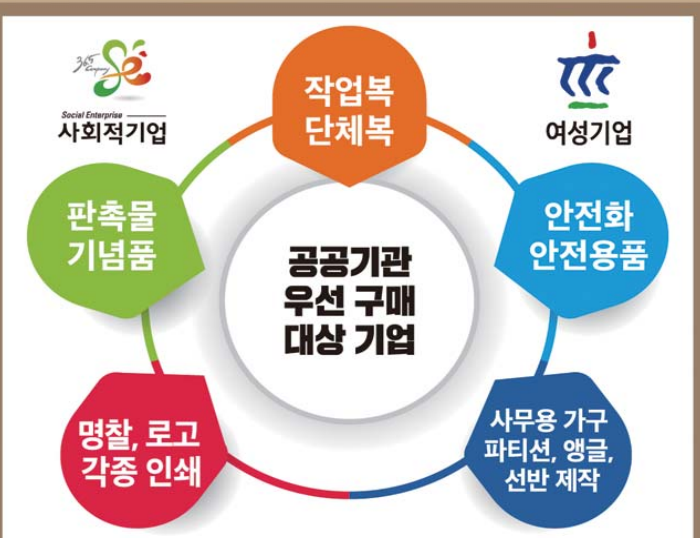 365
Company
Se
Social Enterprise
사회적기업
여성기업
작업복
단체복
판촉물
기념품
안전화
안전용품
공공기관
우선 구매
대상 기업
명찰, 로고
각종 인쇄
사무용 가구
파티션, 앵글,
선반 제작